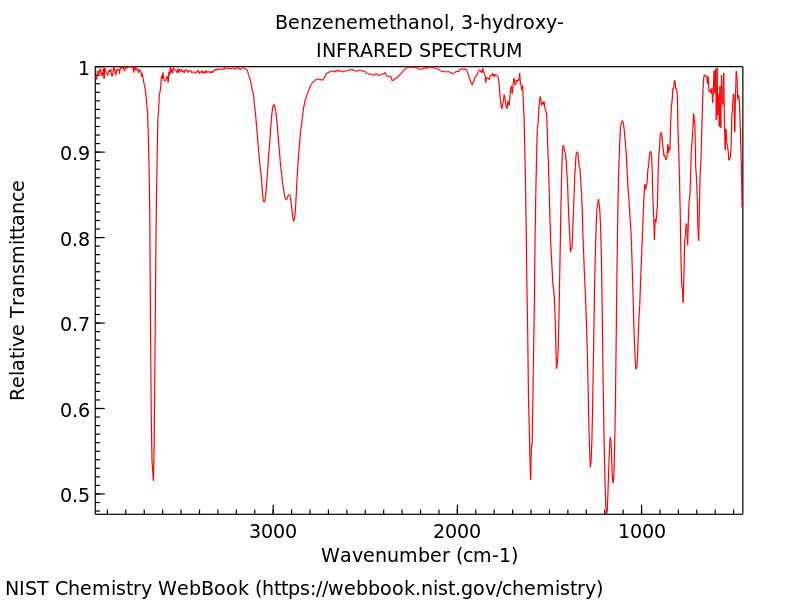 Benzenemethanol, 3-hydroxy-
INFRARED SPECTRUM
1
0.9
0.8
0.7
0.6
0.5
Relative Transmittance
3000 2000 1000
Wavenumber (cm-1)
NIST Chemistry WebBook (https://webbook.nist.gov/chemistry)